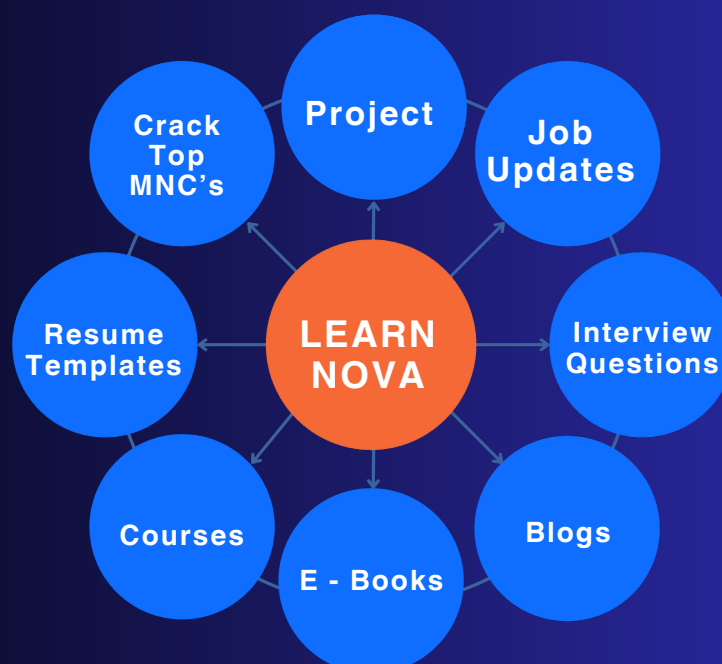 Project
Crack
Top
MNC’s
Job
Updates
LEARN
NOVA
Resume
Templates
Interview
Questions
Courses
Blogs
E - Books